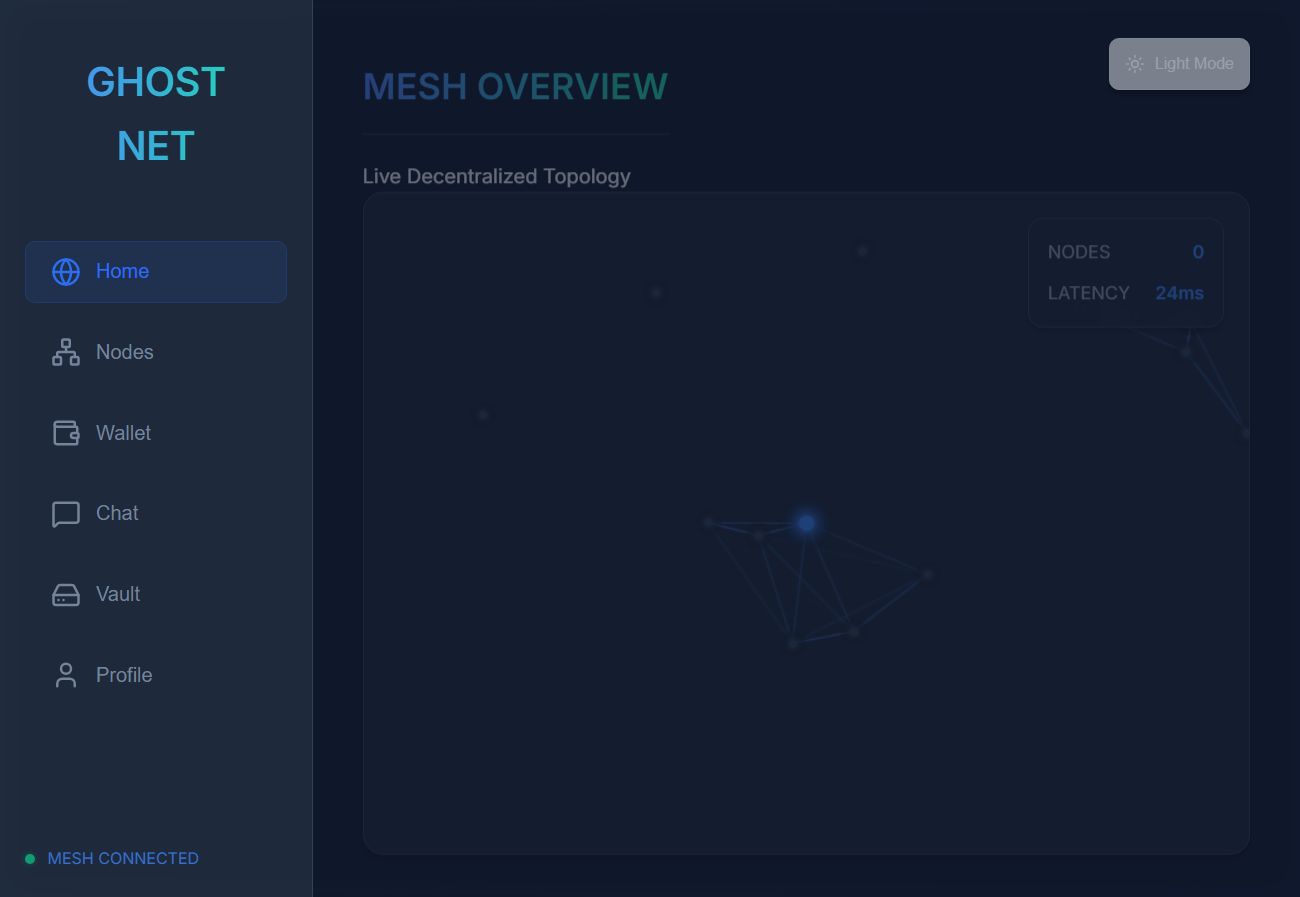 GHOST
NET
Home
Nodes
Wallet
Chat
Vault
Profile
MESH CONNECTED
MESH OVERVIEW
Light Mode
Live Decentralized Topology
NODES 0
LATENCY 24ms